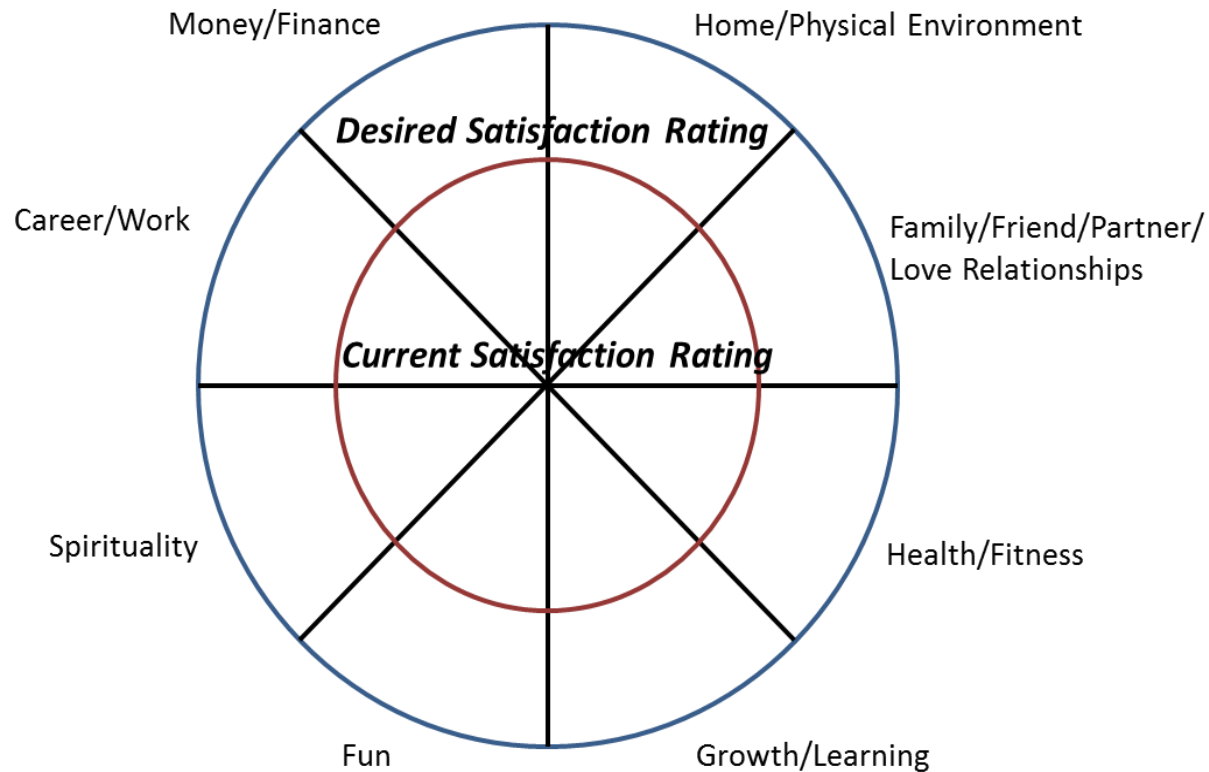 Money/Finance
Home/Physical Environment
Desired Satisfaction Rating
Career/Work
Family/Friend/Partner/
Love Relationships
Current Satisfaction Rating
Spirituality
Health/Fitness
Fun
Growth/Learning